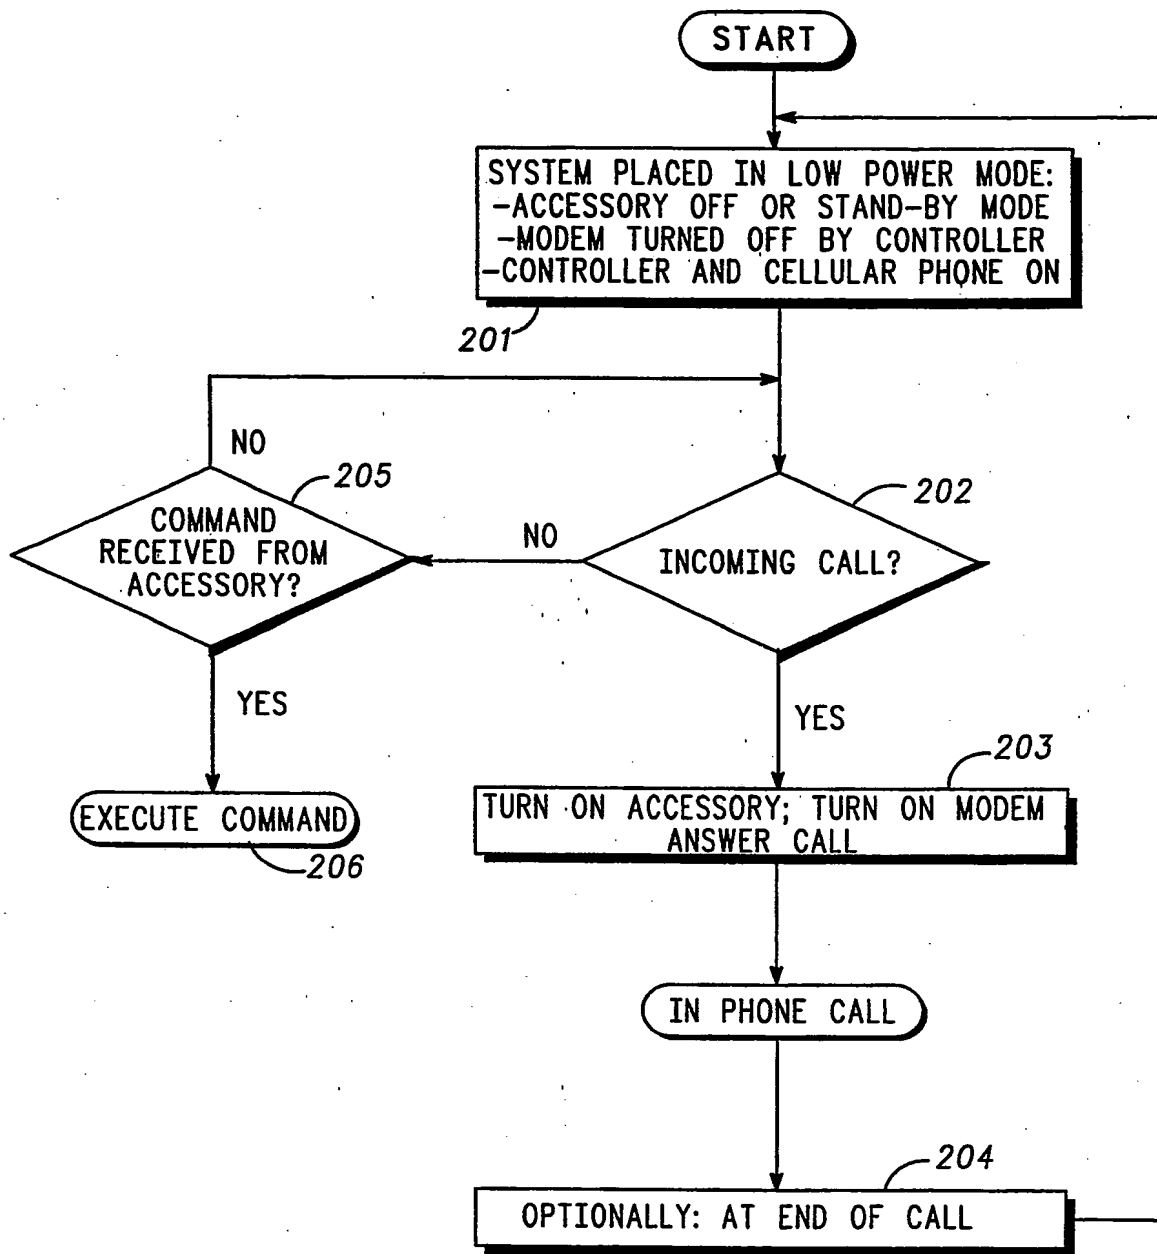 START
SYSTEM PLACED IN LOW POWER MODE:
-ACCESSORY OFF OR STAND-BY MODE
-MODEM TURNED OFF BY CONTROLLER
-CONTROLLER AND CELLULAR PHONE ON
201
NO
205
COMMAND
RECEIVED FROM
ACCESSORY?
NO
202
INCOMING CALL?
YES
YES
203
EXECUTE COMMAND
206
TURN ON ACCESSORY; TURN ON MODEM
ANSWER CALL
IN PHONE CALL
204
OPTIONALLY: AT END OF CALL